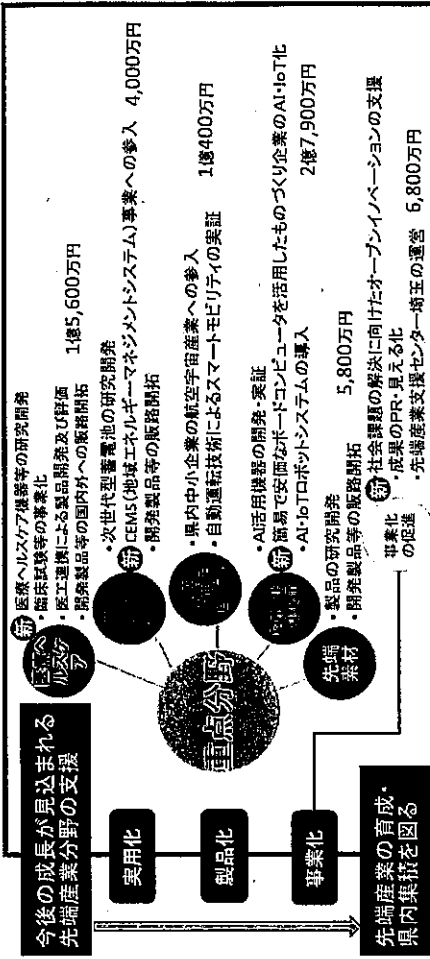 今後の成長が見込まれる
先端産業分野の支援
実用化
製品化
事業化
先端産業の育成・
県内集積を図る
重点分野
医療ヘ
ルスケ
ア
新 医療ヘルスケア機器等の研究開発
・臨床試験等の事業化
・医工連携による製品開発及び評価
・開発製品等の国内外への販路開拓 1億5,600万円
・次世代型蓄電池の研究開発
新 CEMS(地域エネルギーマネジメントシステム)事業への参入 4,000万円
・開発製品等の販路開拓
・県内中小企業の航空宇宙産業への参入
・自動運転技術によるスマートモビリティの実証 1億400万円
・AI活用機器の開発・実証
新 簡易で安価なボードコンピュータを活用したものづくり企業のAI・IoT化
・AI・IoTロボットシステムの導入 2億7,900万円
先端
素材
・製品の研究開発
・開発製品等の販路開拓 5,800万円
事業化
の促進
新 社会課題の解決に向けたオープンイノベーションの支援
・成果のPR・見える化
・先端産業支援センター埼玉の運営 6,800万円